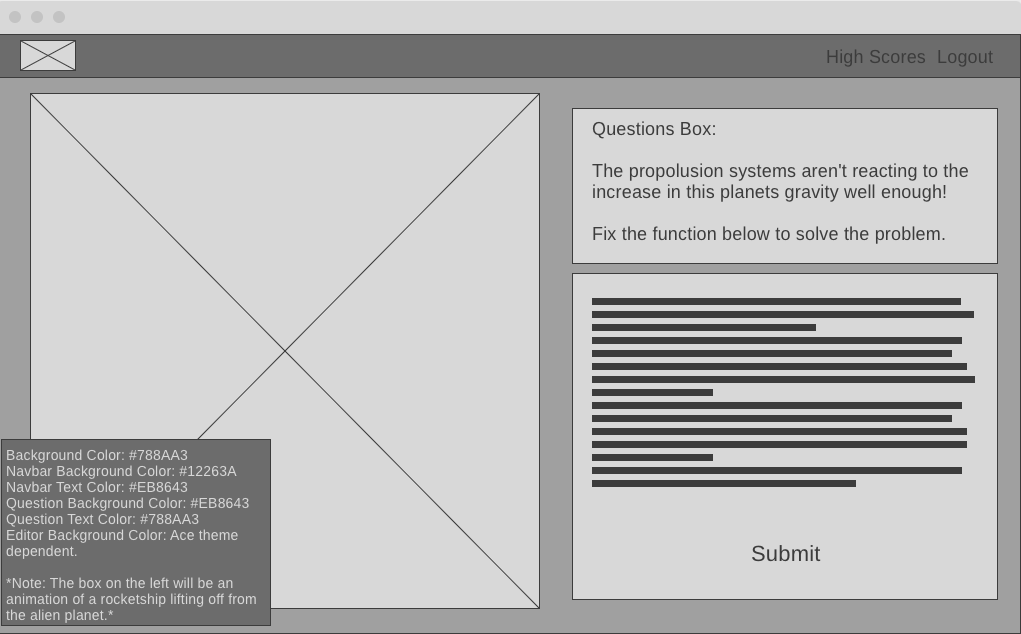 High Scores Logout
Questions Box:
The propolusion systems aren't reacting to the
increase in this planets gravity well enough!
Fix the function below to solve the problem.
Submit
Background Color: #788AA3
Navbar Background Color: #12263A
Navbar Text Color: #EB8643
Question Background Color: #EB8643
Question Text Color: #788AA3
Editor Background Color: Ace theme
dependent.
*Note: The box on the left will be an
animation of a rocketship lifting off from
the alien planet.*